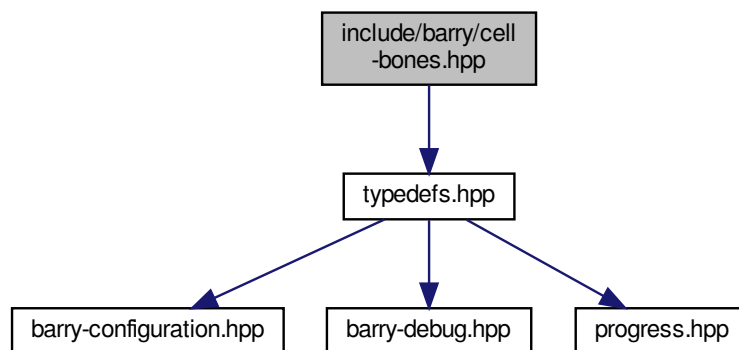 include/barry/cell
-bones.hpp
typedefs.hpp
barry-configuration.hpp
barry-debug.hpp
progress.hpp